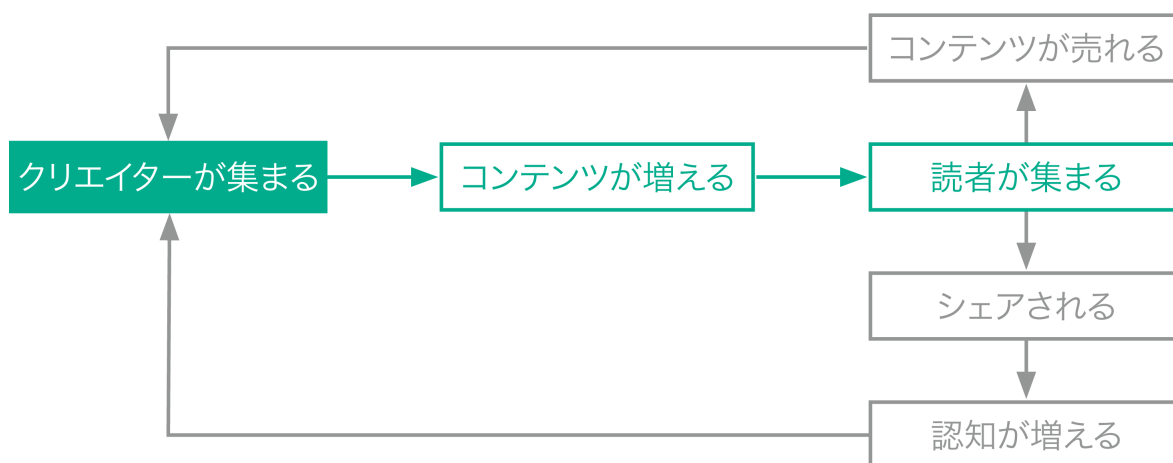 コンテンツが売れる
クリエイターが集まる
コンテンツが増える
読者が集まる
シェアされる
認知が増える